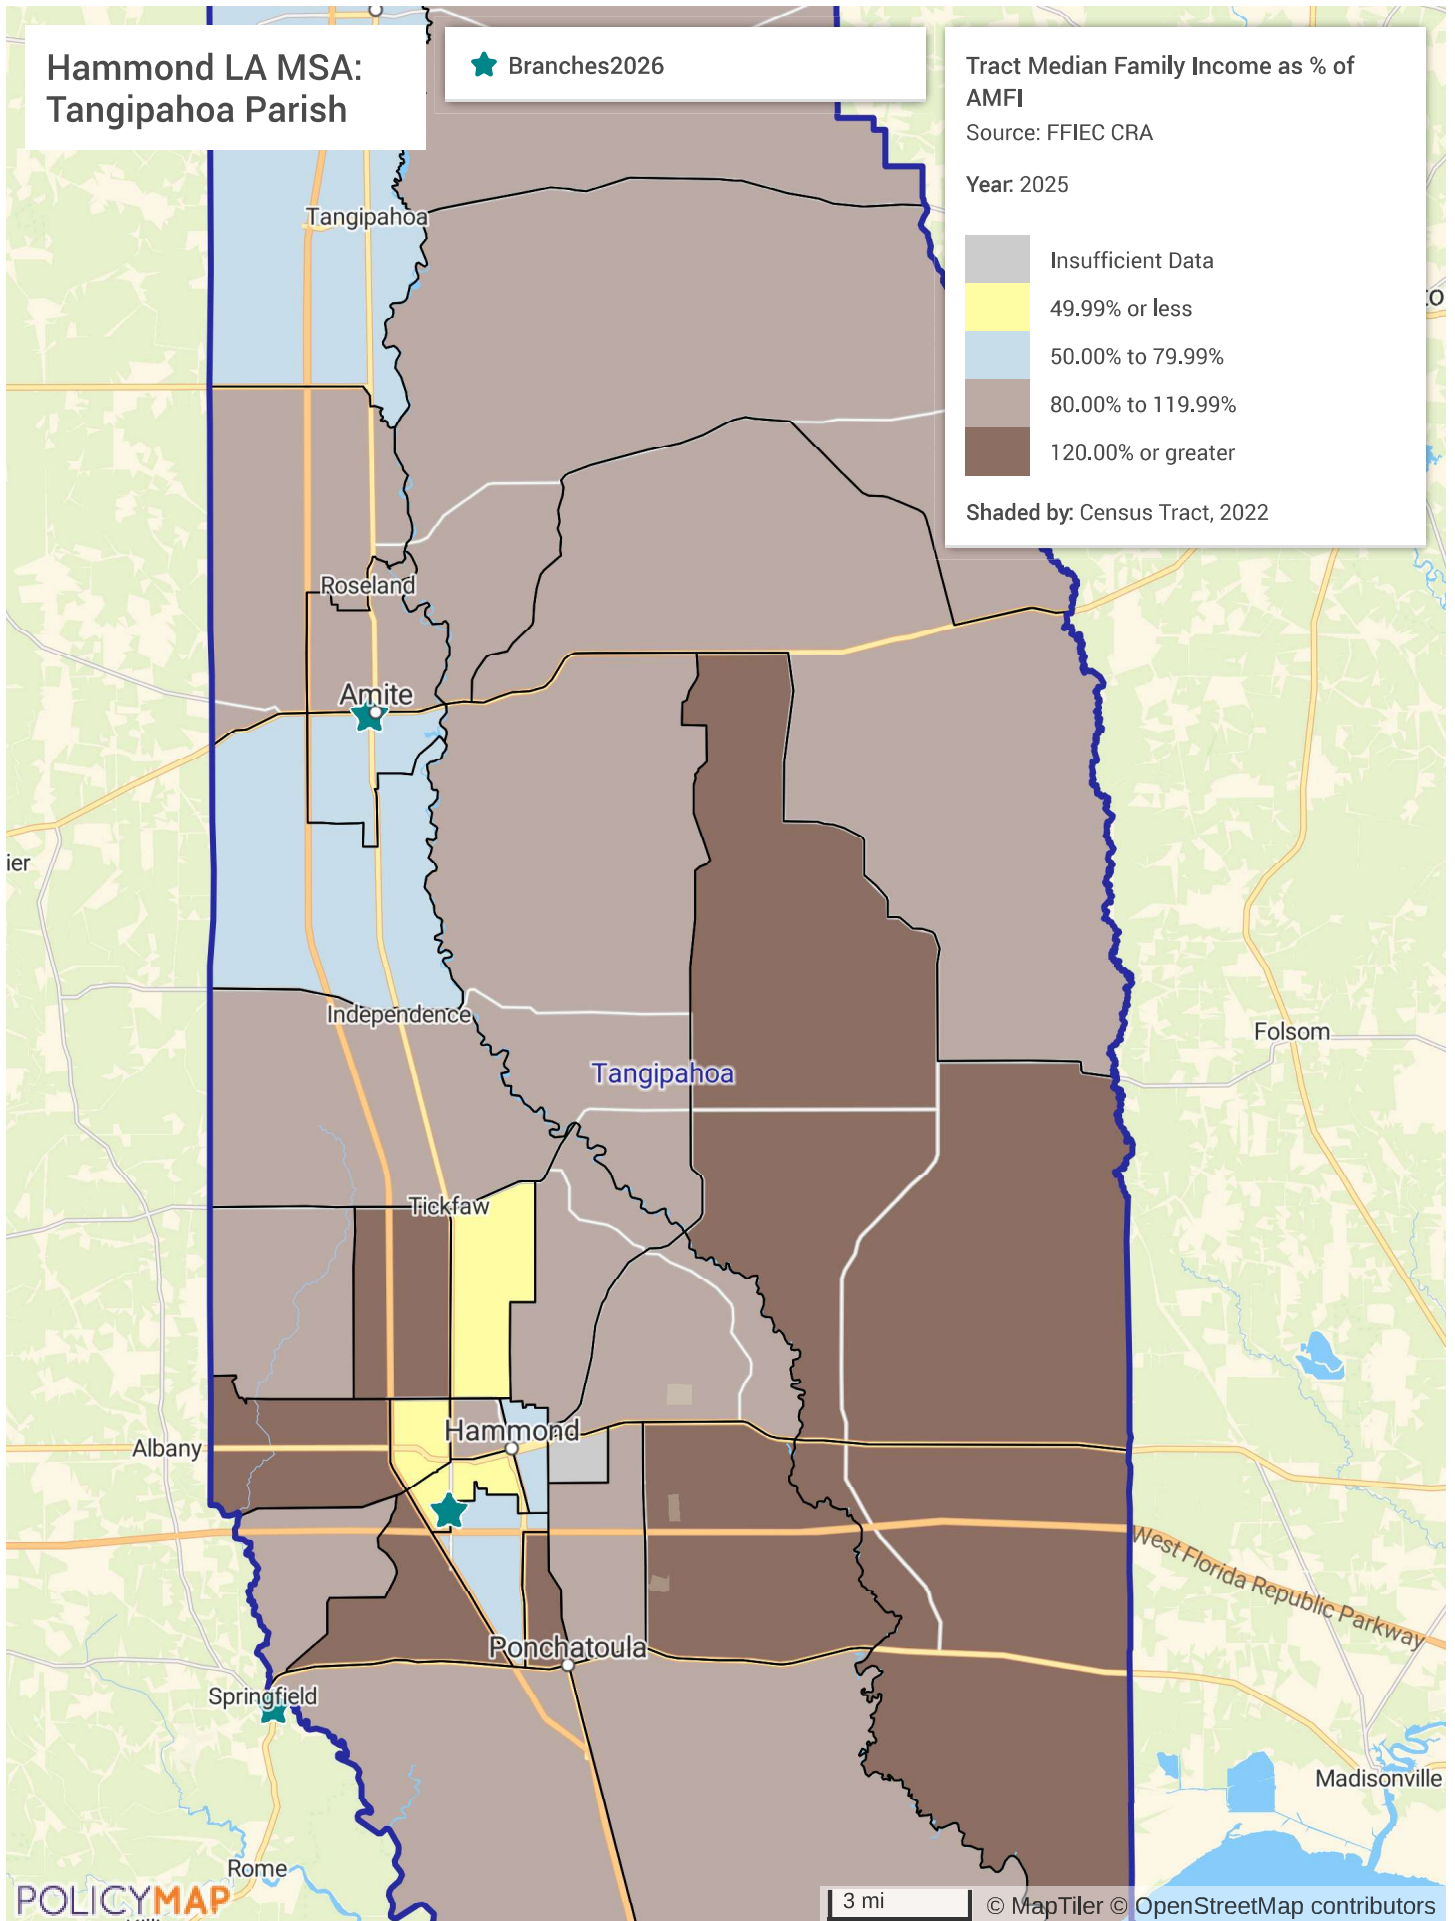 Hammond LA MSA:
Tangipahoa Parish
Branches2026
Tract Median Family Income as % of
AMFI
Source: FFIEC CRA
Year: 2025
Insufficient Data
49.99% or less
50.00% to 79.99%
80.00% to 119.99%
120.00% or greater
Shaded by: Census Tract, 2022
Tangipahoa
Roseland
Amite
ier
Independence
Folsom
Tangipahoa
Tickfaw
Hammond
Albany
West Florida Republic Parkway
Ponchatoula
Springfield
Madisonville
Rome
POLICYMAP
3 mi
© MapTiler © OpenStreetMap contributors